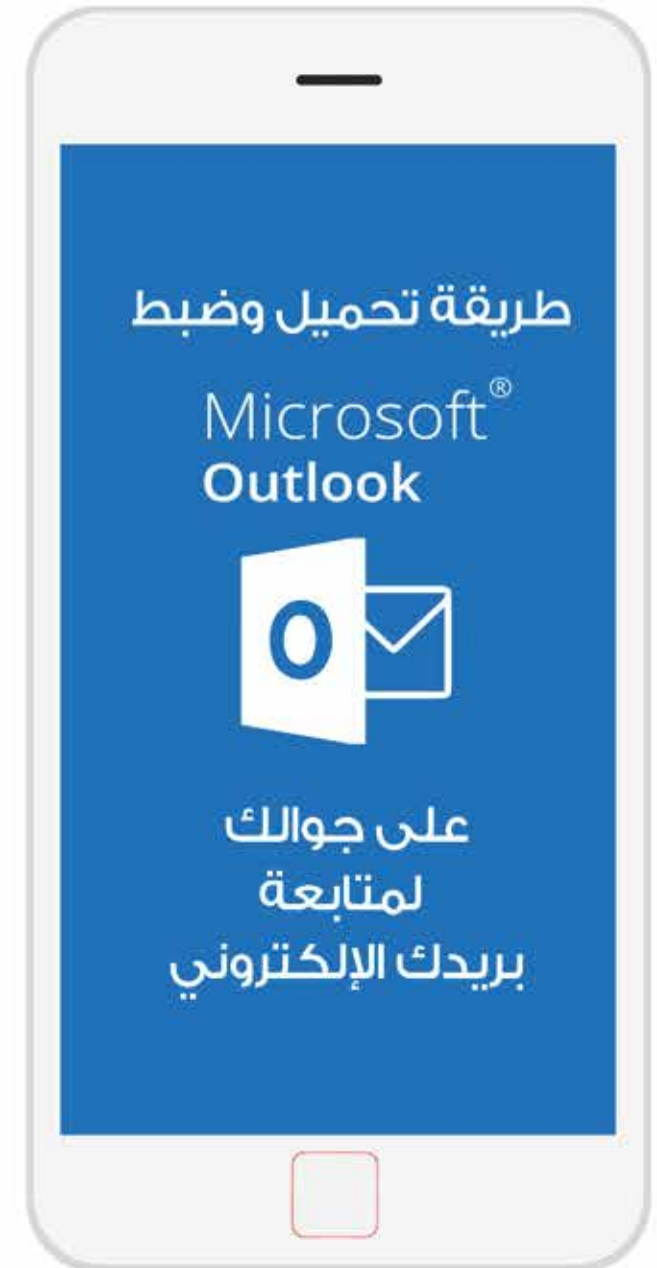 طريقة تحميل وضبط
Microsoft®
Outlook
O
على جوالك
لمتابعة
بريدك الإلكتروني